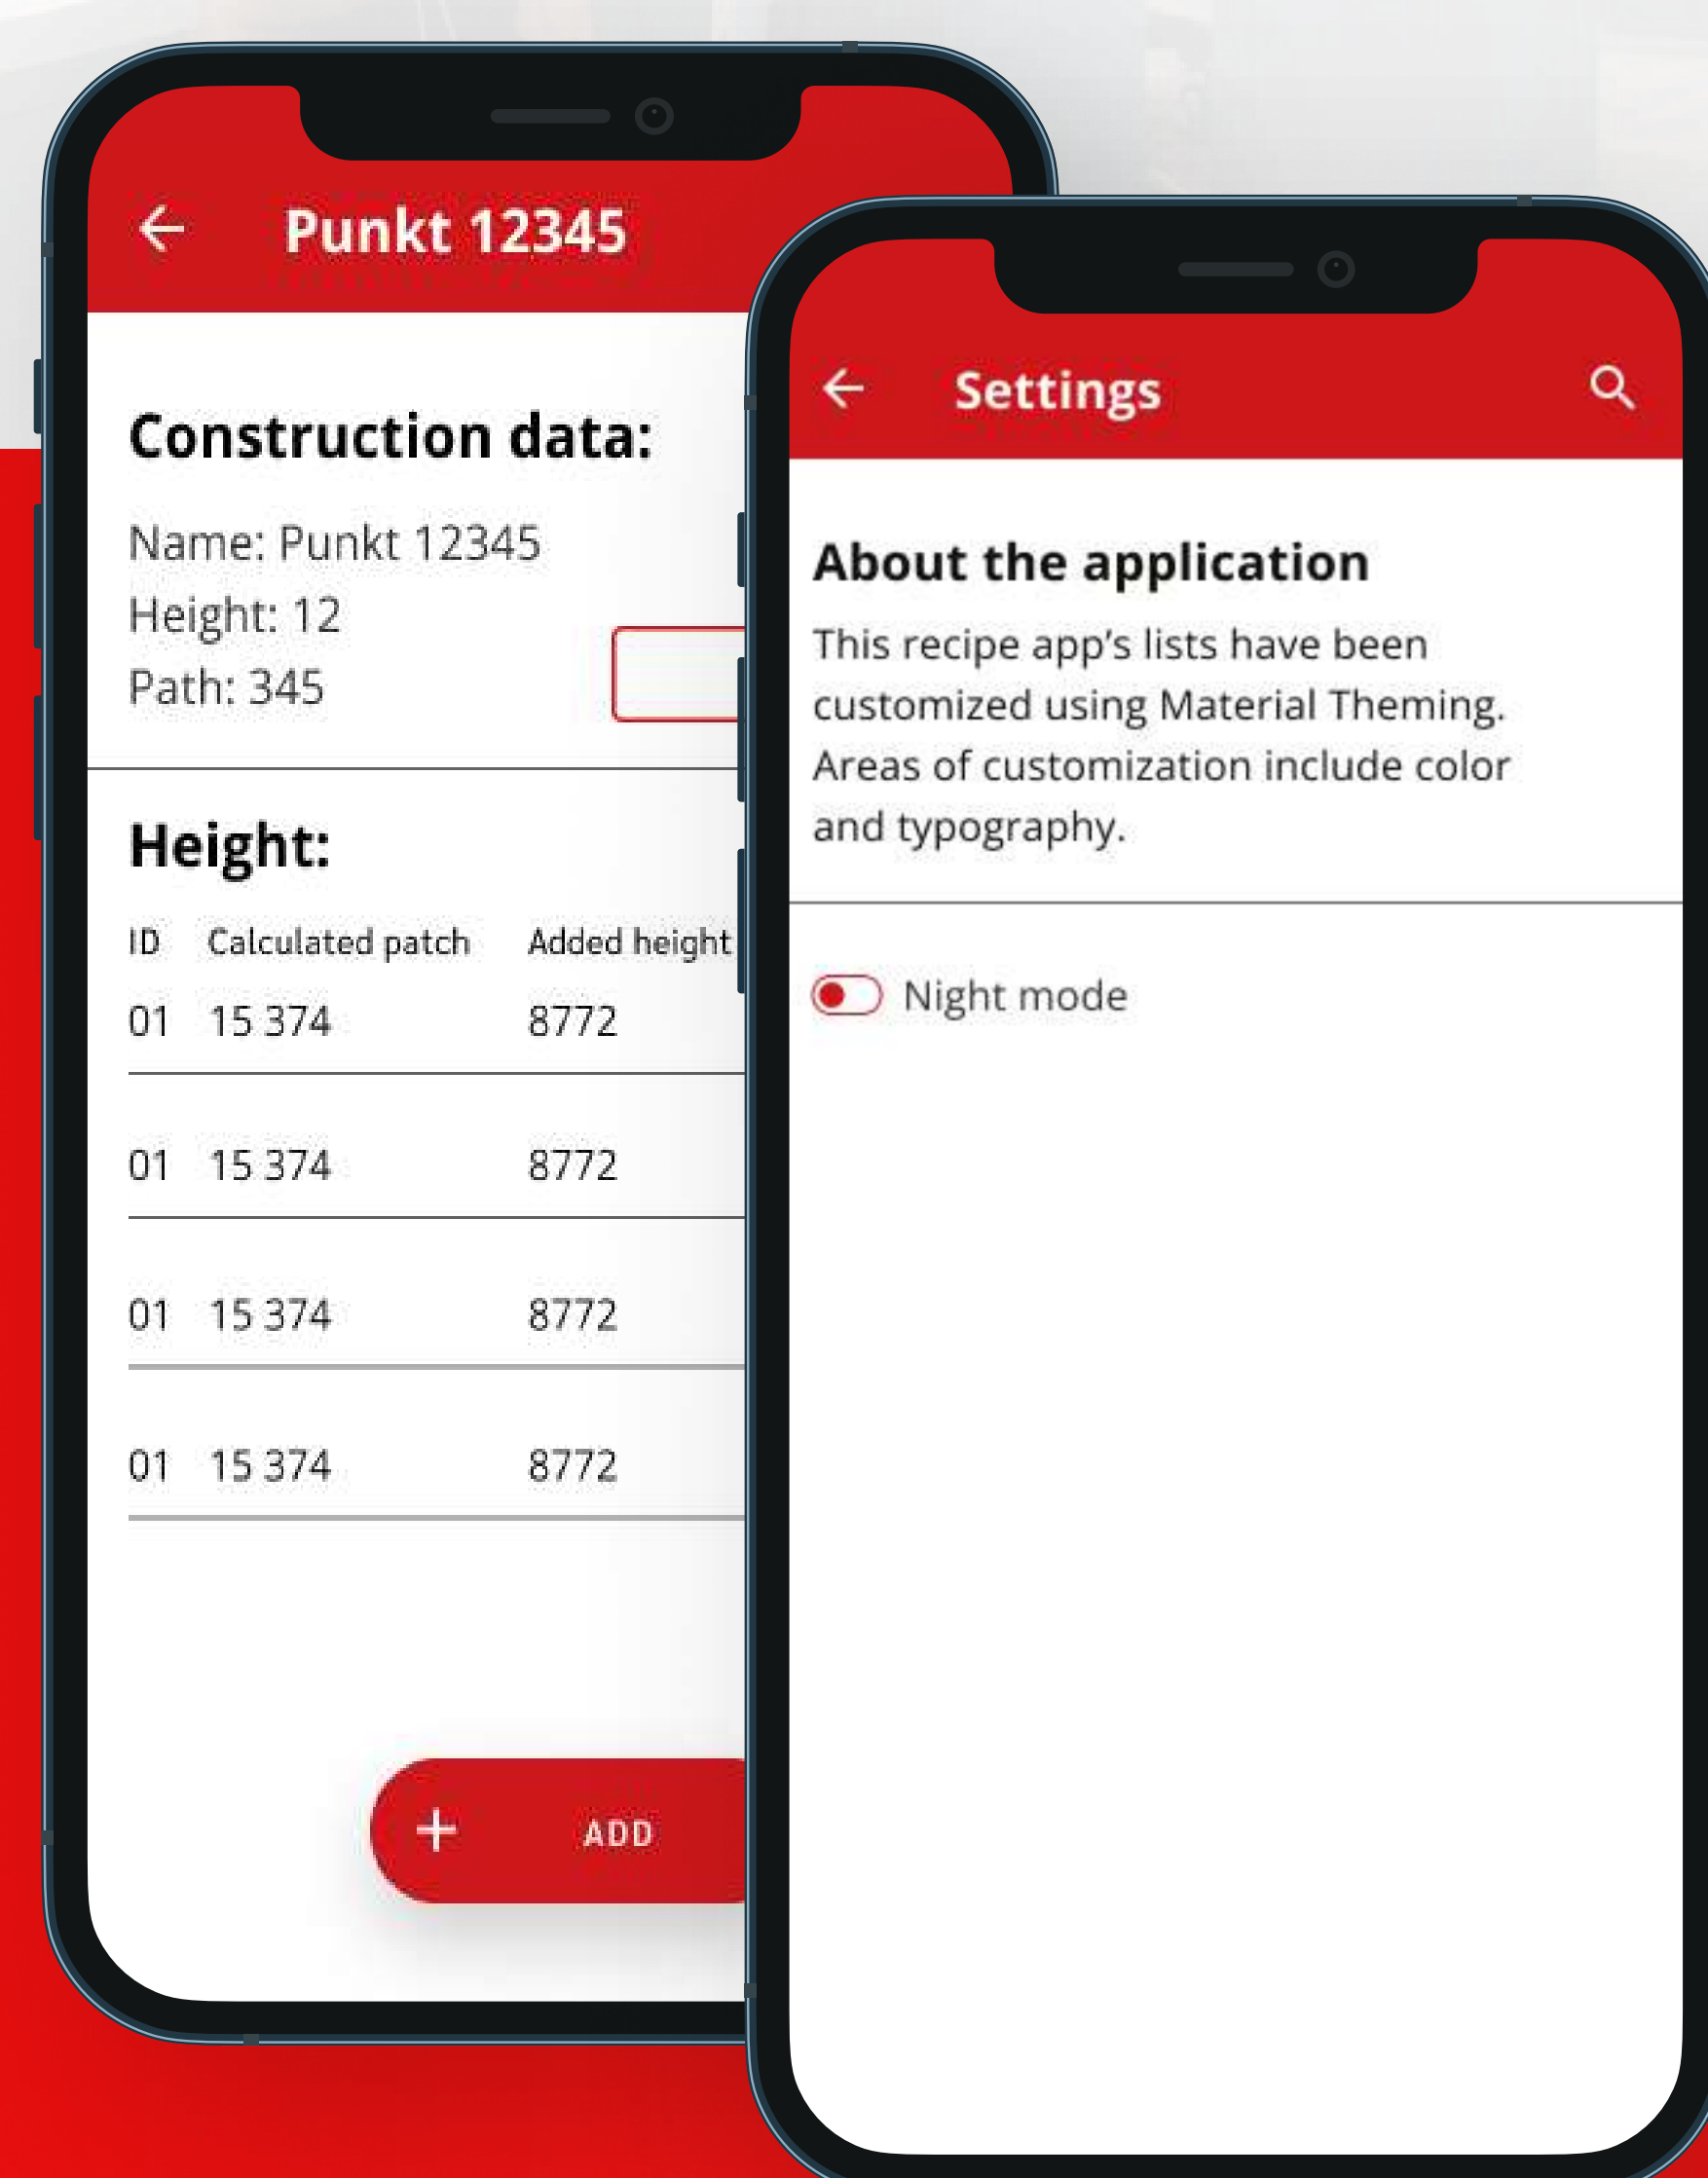 Punkt 12345
Construction data:
Name: Punkt 12345
Height: 12
Path: 345
Height:
ID Calculated patch Added height
01 15 374 8772
01 15 374 8772
01 15 374 8772
01 15 374 8772
+ ADD
Settings
About the application
This recipe app’s lists have been
customized using Material Theming.
Areas of customization include color
and typography.
Night mode